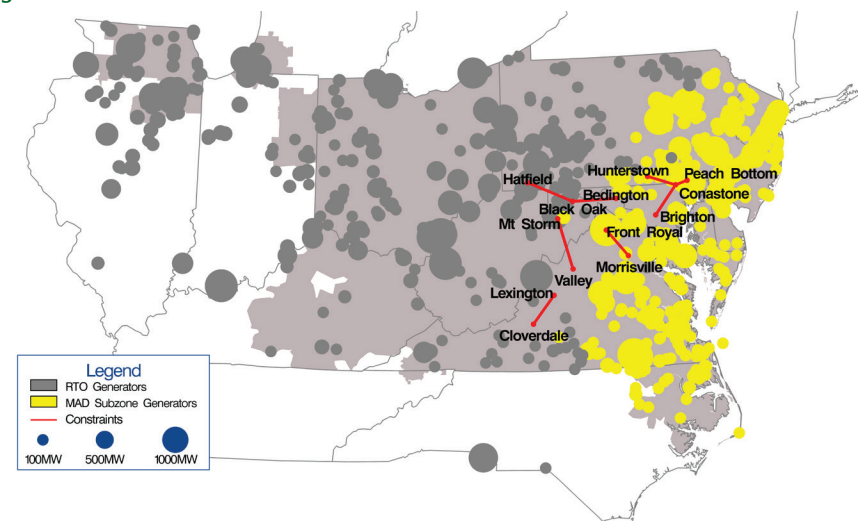 Hunterstown
Peach Bottom
Hatfield
Bedington
Conastone
Black Oak
Mt Storm
Brighton
Front Royal
Morrisville
Valley
Lexington
Cloverdale
Legend
RTO Generators
MAD Subzone Generators
Constraints
100MW 500MW 1000MW